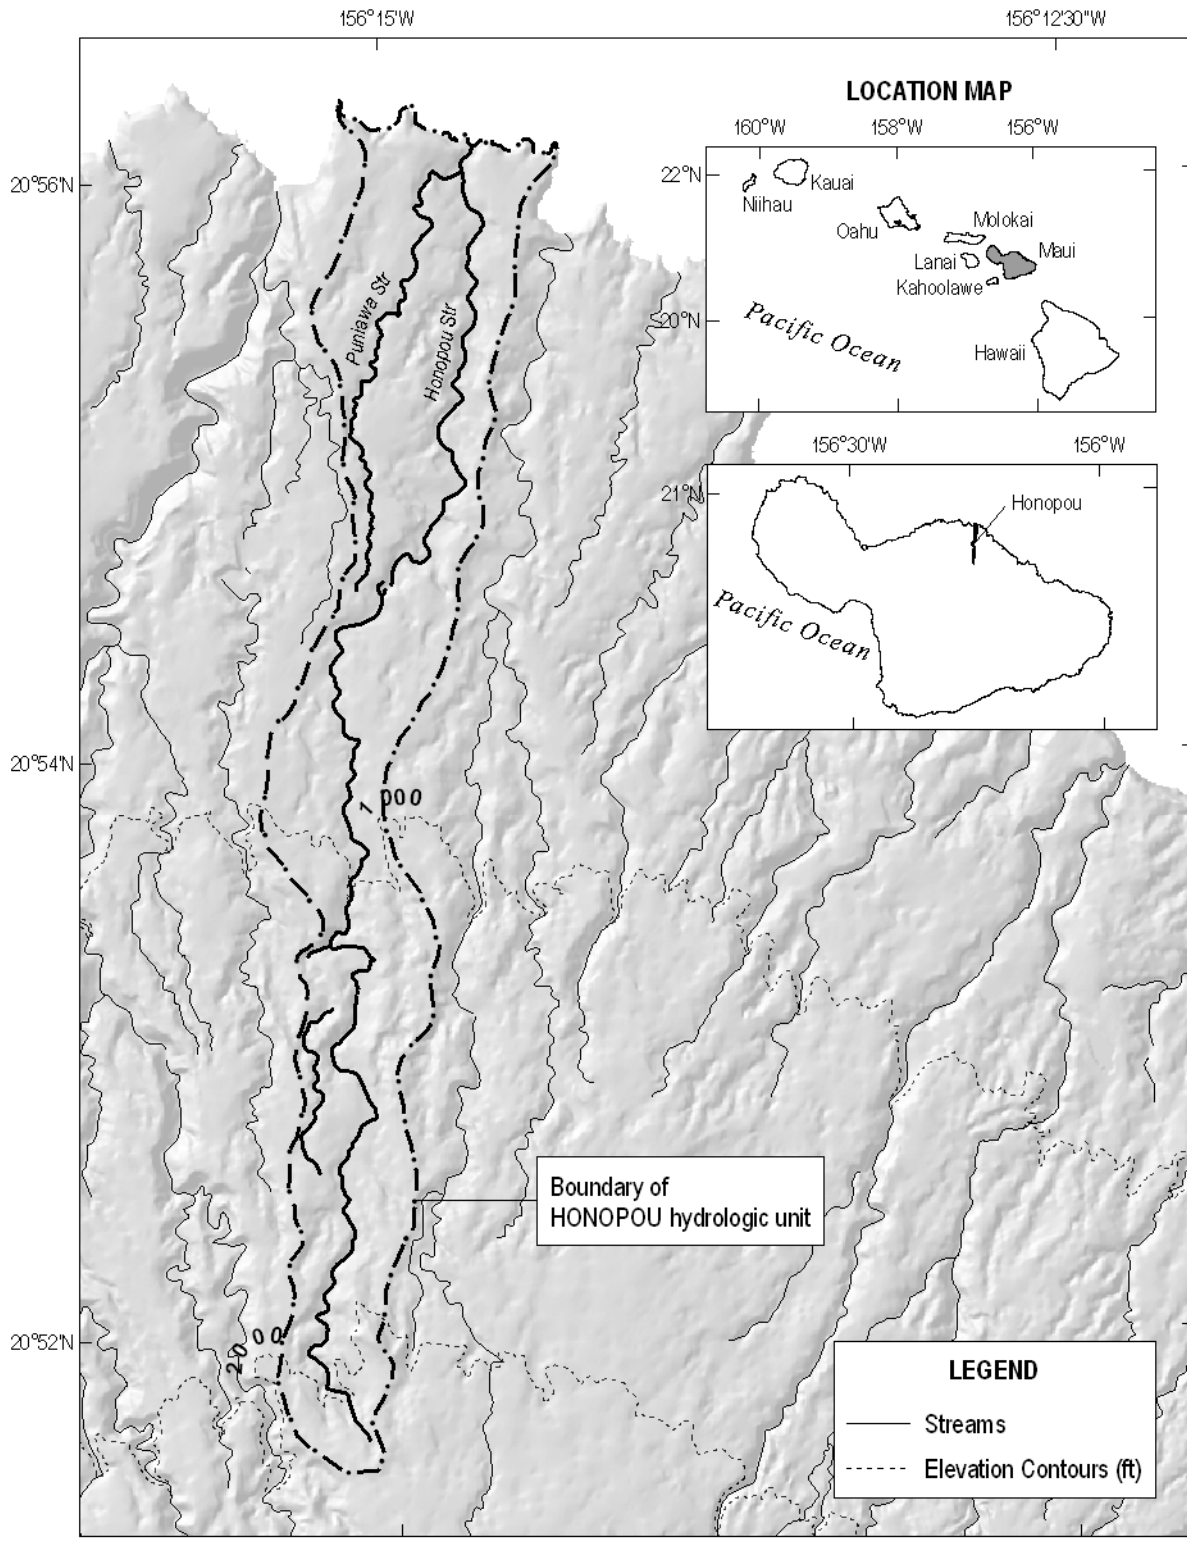 156°15'W
156°12'30"W
LOCATION MAP
160°W
158°W
156°W
22°N
20°N
Kauai
Niihau
Oahu
Molokai
Lanai
Maui
Kahoolawe
Hawaii
Pacific Ocean
156°30'W
156°W
21°N
Honopou
Pacific Ocean
20°56'N
Puniawa Str
Honopou Str
20°54'N
1000
Boundary of
HONOPOU hydrologic unit
20°52'N
2000
LEGEND
Streams
Elevation Contours (ft)